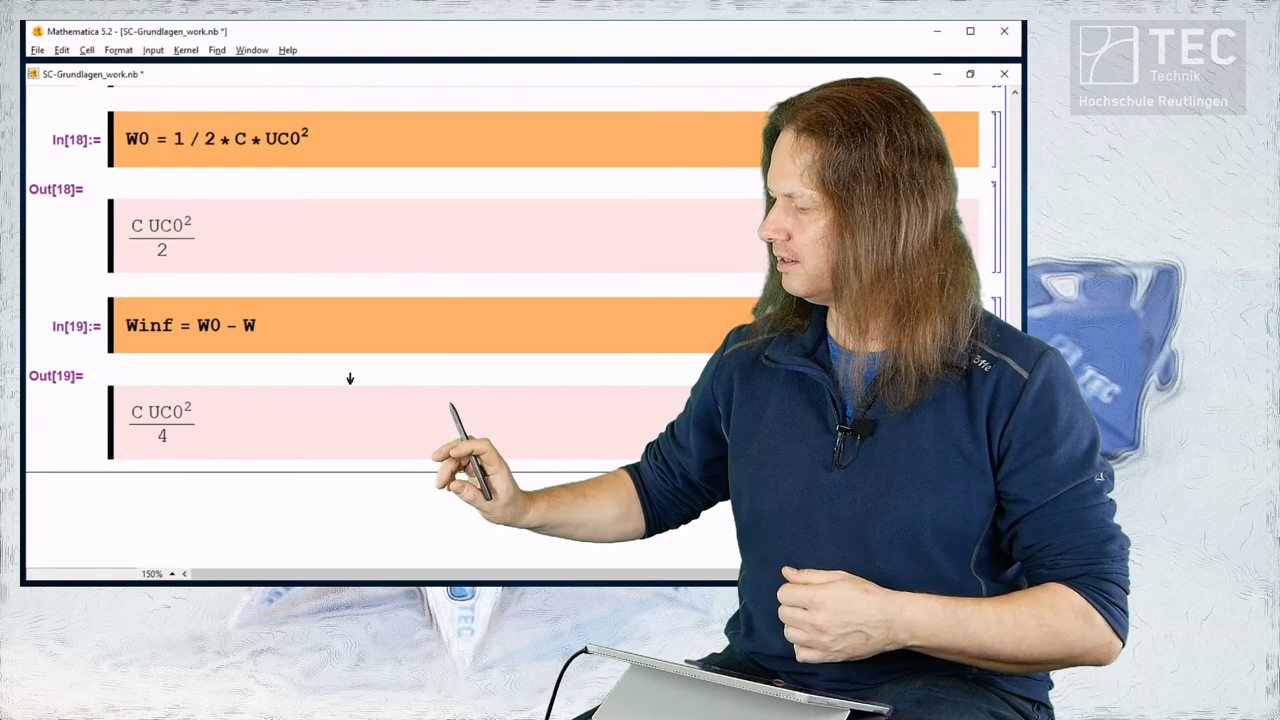 Mathematica 5.2 - [SC-Grundlagen_work.nb *]
File Edit Cell Format Input Kernel Find Window Help
SC-Grundlagen_work.nb *
In[18]:= W0 = 1 / 2 * C * UC0²
Out[18]=
C UC0²
2
In[19]:= Winf = W0 - W
Out[19]=
C UC0²
4
150%
TEC
Technik
Hochschule Reutlingen
TEC
TEC